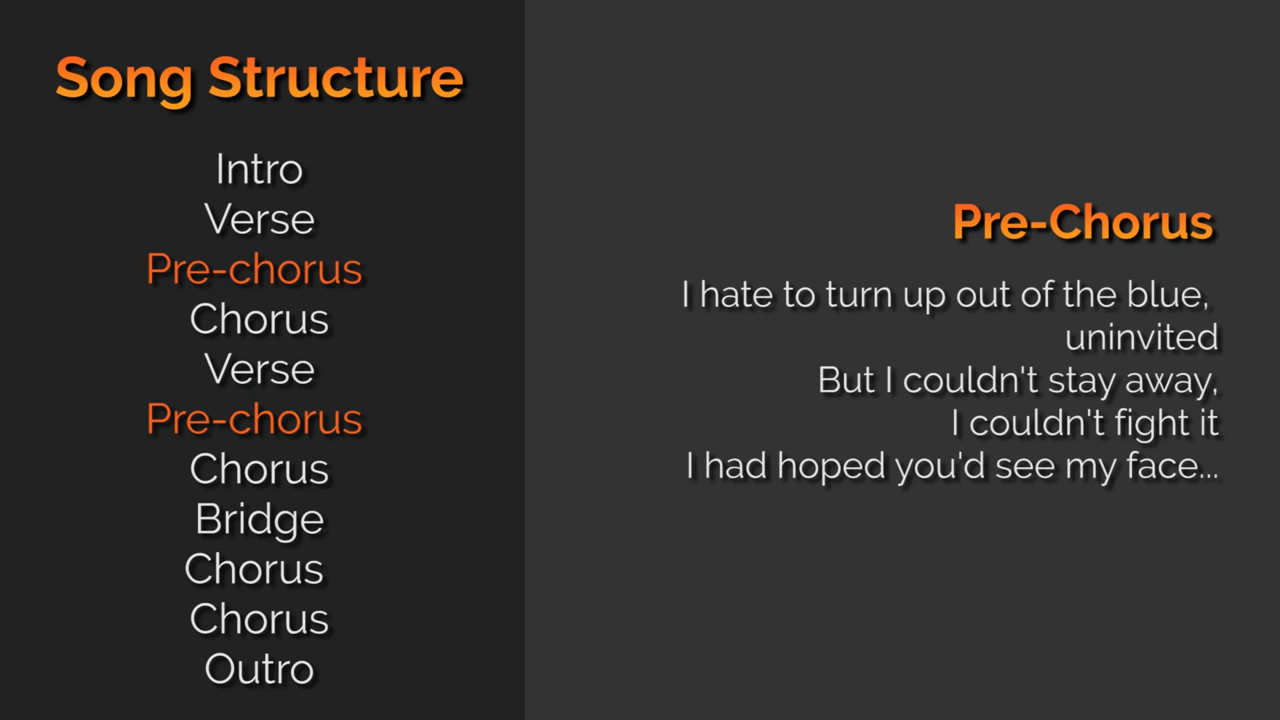 Song Structure
Intro
Verse
Pre-chorus
Chorus
Verse
Pre-chorus
Chorus
Bridge
Chorus
Chorus
Outro
Pre-Chorus
I hate to turn up out of the blue,
uninvited
But I couldn't stay away,
I couldn't fight it
I had hoped you'd see my face...